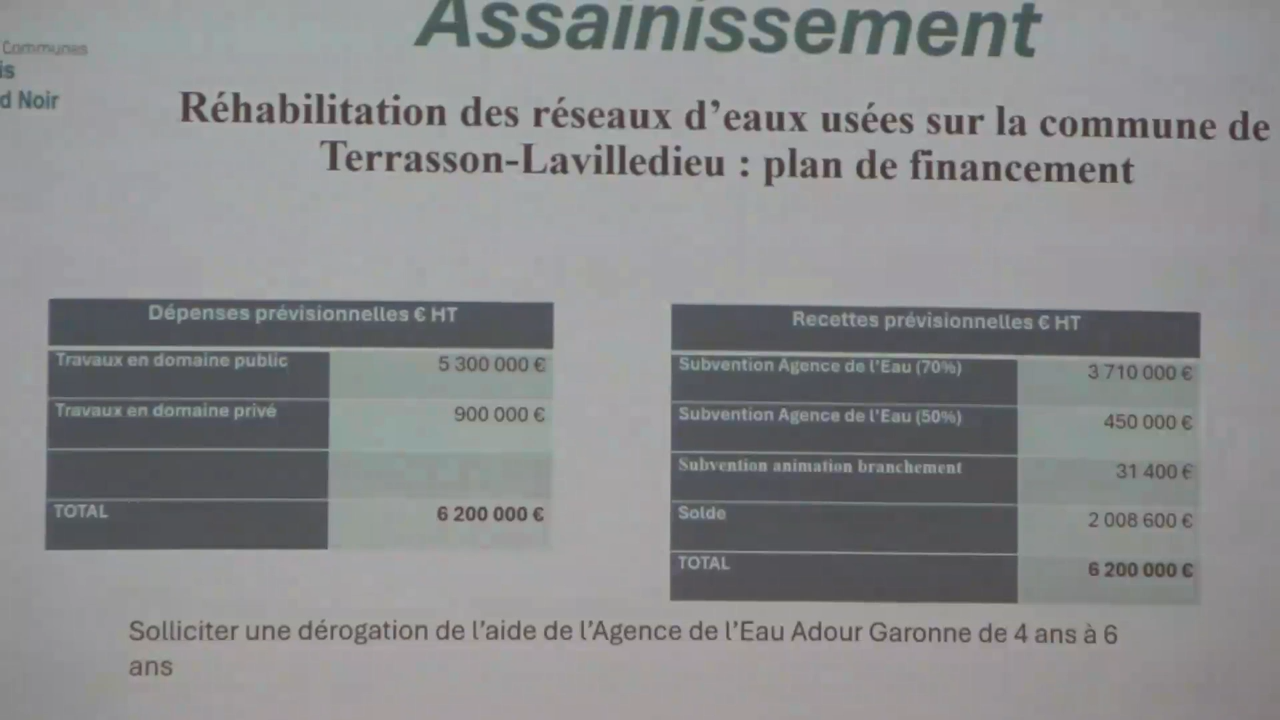 Assainissement
Communes
is
d Noir
Réhabilitation des réseaux d'eaux usées sur la commune de
Terrasson-Lavilledieu : plan de financement
Dépenses prévisionnelles € HT
Travaux en domaine public 5 300 000 €
Travaux en domaine privé 900 000 €
TOTAL 6 200 000 €
Recettes prévisionnelles € HT
Subvention Agence de l'Eau (70%) 3 710 000 €
Subvention Agence de l'Eau (50%) 450 000 €
Subvention animation branchement 31 400 €
Solde 2 008 600 €
TOTAL 6 200 000 €
Solliciter une dérogation de l'aide de l'Agence de l'Eau Adour Garonne de 4 ans à 6
ans